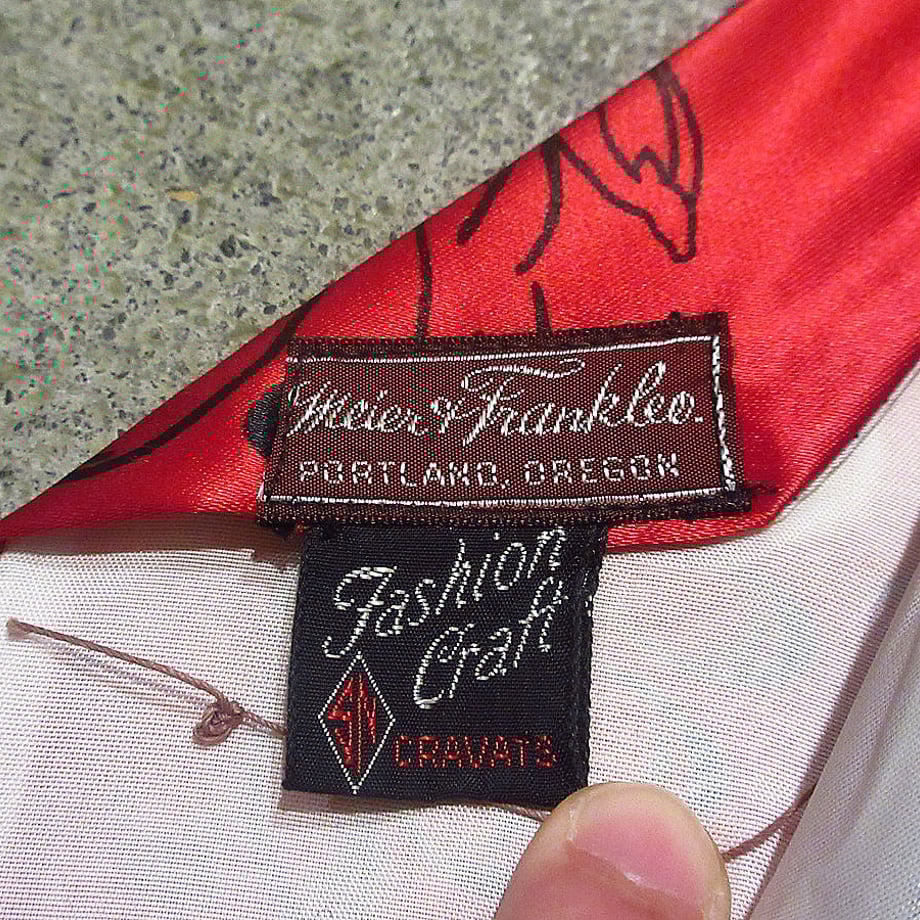 Meier & Frank Co.
PORTLAND, OREGON
Fashion
Craft
CRAVATS